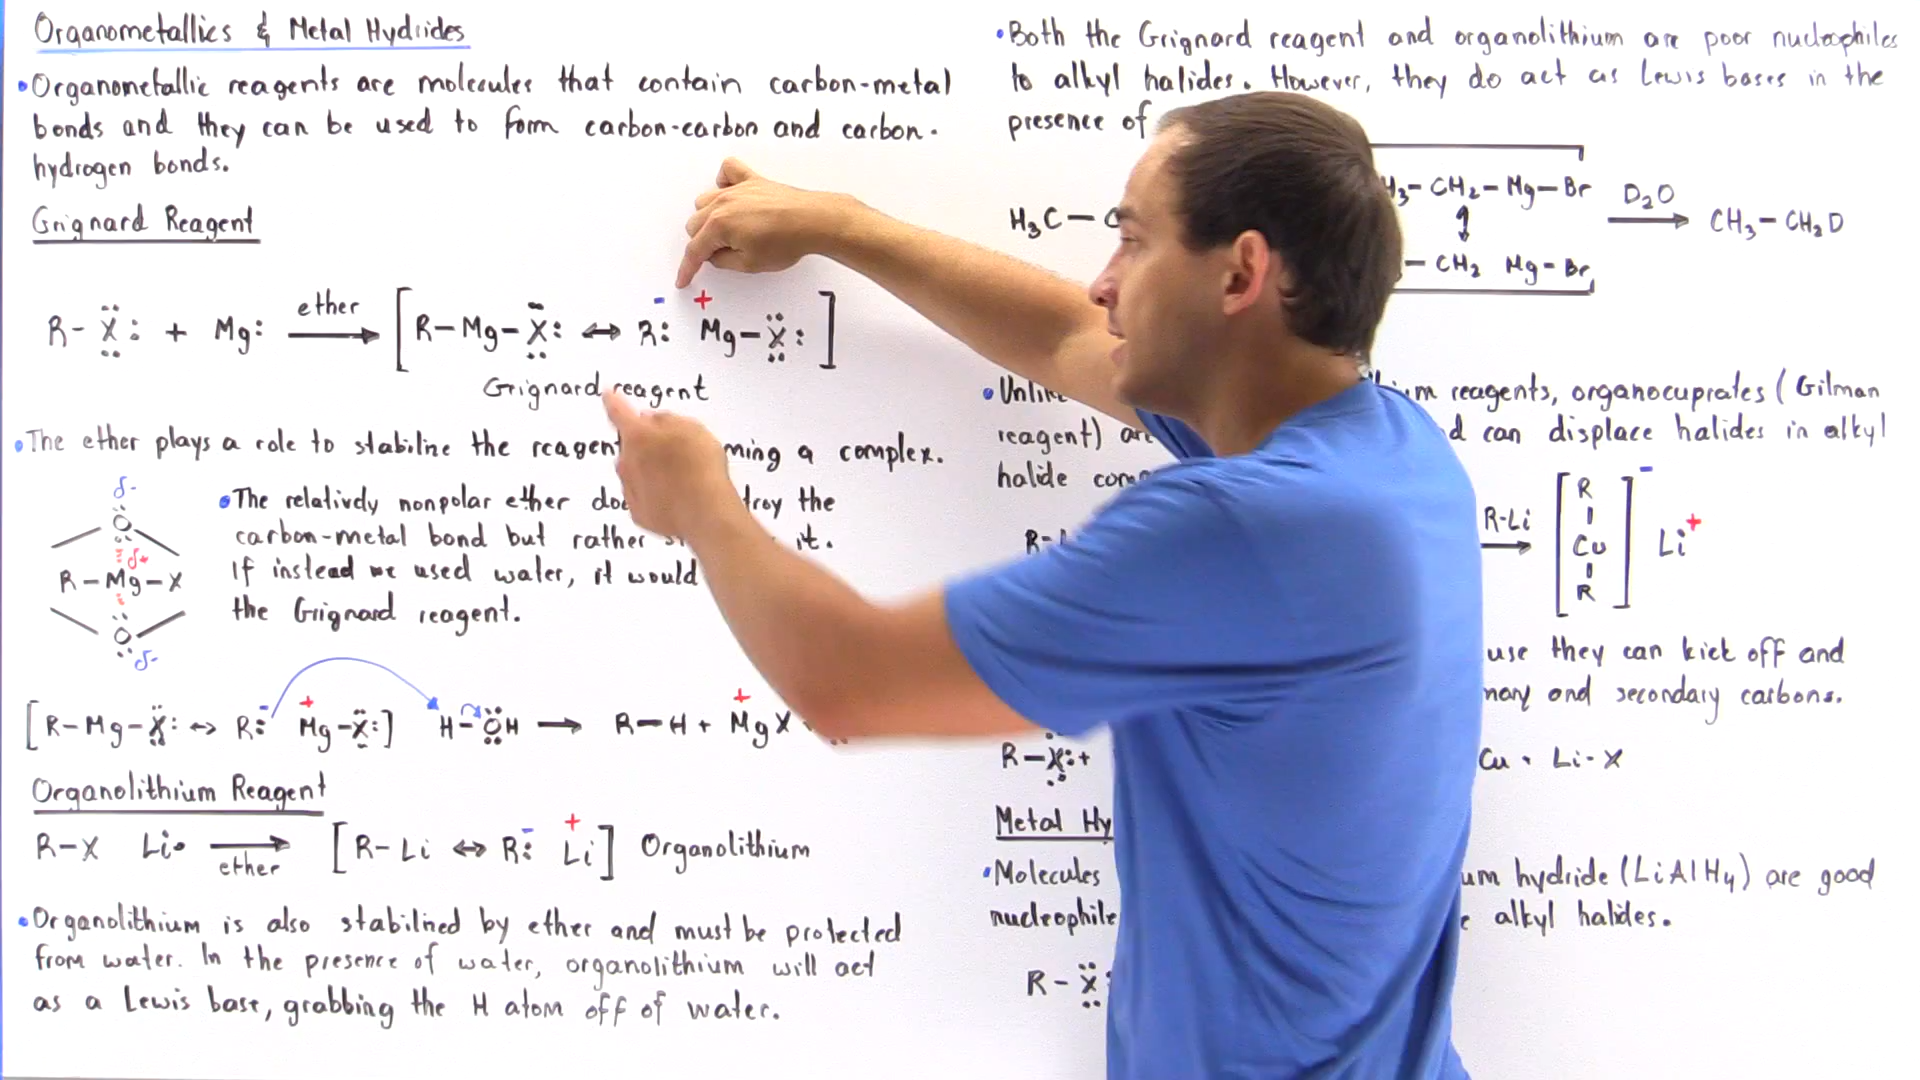 Organometallics & Metal Hydrides
•Organometallic reagents are molecules that contain carbon-metal
bonds and they can be used to form carbon-carbon and carbon-
hydrogen bonds.
Grignard Reagent
R-X: + Mg: ether [R-Mg-X: ↔ R:⁻ ⁺Mg-X:]
Grignard reagent
•The ether plays a role to stabilize the reagent ming a complex.
δ-
O
δ+
R-Mg-X
O
δ-
•The relatively nonpolar ether does troy the
carbon-metal bond but rather it.
If instead we used water, it would
the Grignard reagent.
[R-Mg-X: ↔ R:⁻ ⁺Mg-X:] H-OH → R-H + ⁺MgX
Organolithium Reagent
R-X Li• ether [R-Li ↔ R:⁻ Li⁺] Organolithium
•Organolithium is also stabilized by ether and must be protected
from water. In the presence of water, organolithium will act
as a Lewis base, grabbing the H atom off of water.
•Both the Grignard reagent and organolithium are poor nucleophiles
to alkyl halides. However, they do act as Lewis bases in the
presence of
H₃C-C H₃-CH₂-Mg-Br D₂O → CH₃-CH₂D
-CH₂ Mg-Br
•Unlike m reagents, organocuprates (Gilman
reagent) are d can displace halides in alkyl
halide com
R-L R-Li → [R-Cu-R]⁻ Li⁺
use they can kick off and
mary and secondary carbons.
R-X: + Cu + Li-X
Metal Hy
•Molecules um hydride (LiAlH₄) are good
nucleophile alkyl halides.
R-X: